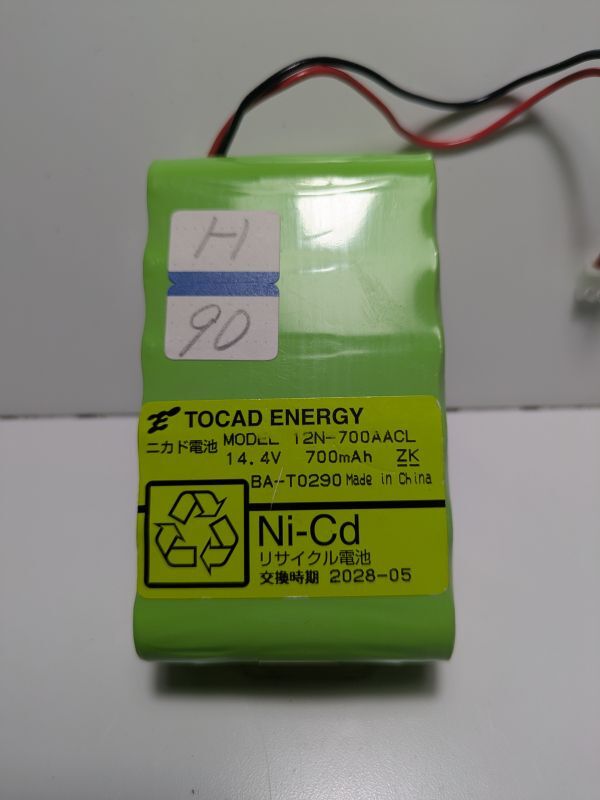 H
90
TOCAD ENERGY
ニカド電池 MODEL 12N-700AACL
14.4V 700mAh ZK
BA-T0290 Made in China
Ni-Cd
リサイクル電池
交換時期 2028-05